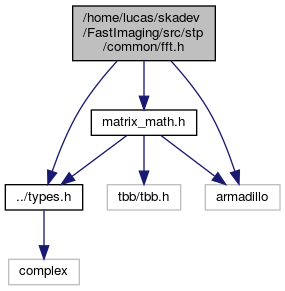 /home/lucas/skadev
/FastImaging/src/stp
/common/fft.h
matrix_math.h
../types.h
tbb/tbb.h
armadillo
complex